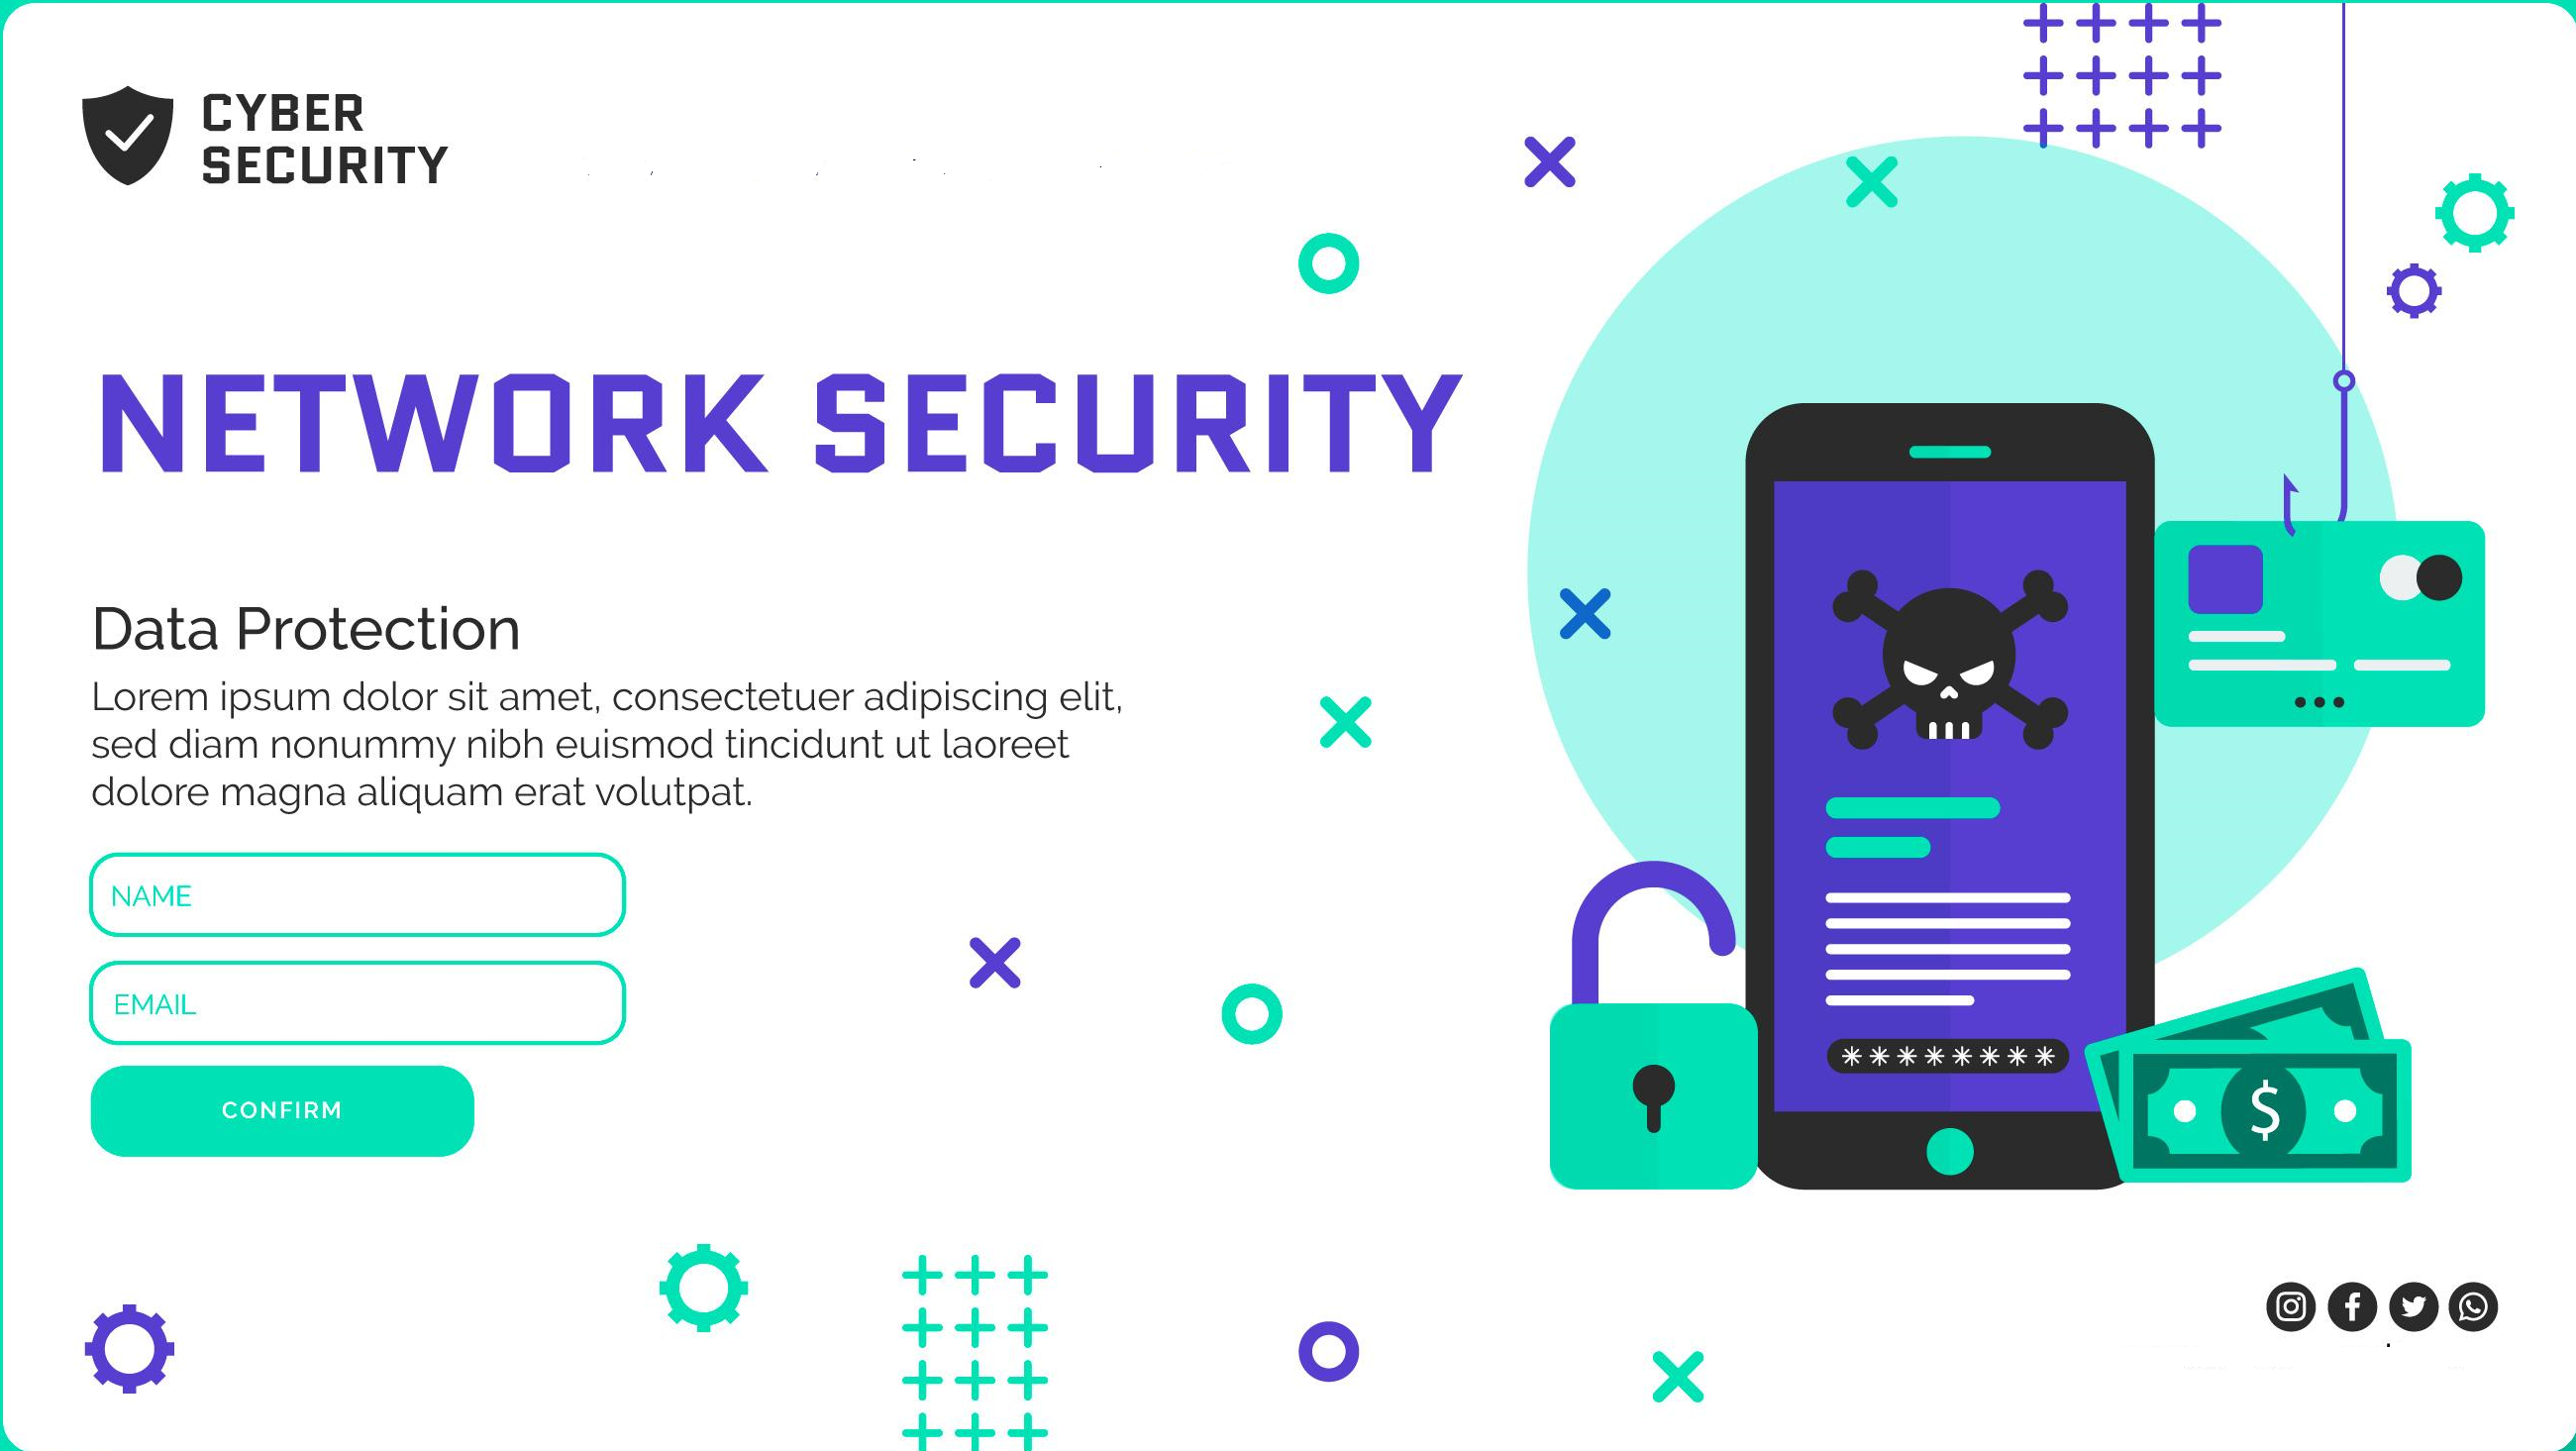 CYBER
SECURITY
NETWORK SECURITY
Data Protection
Lorem ipsum dolor sit amet, consectetuer adipiscing elit,
sed diam nonummy nibh euismod tincidunt ut laoreet
dolore magna aliquam erat volutpat.
NAME
EMAIL
CONFIRM
********
$